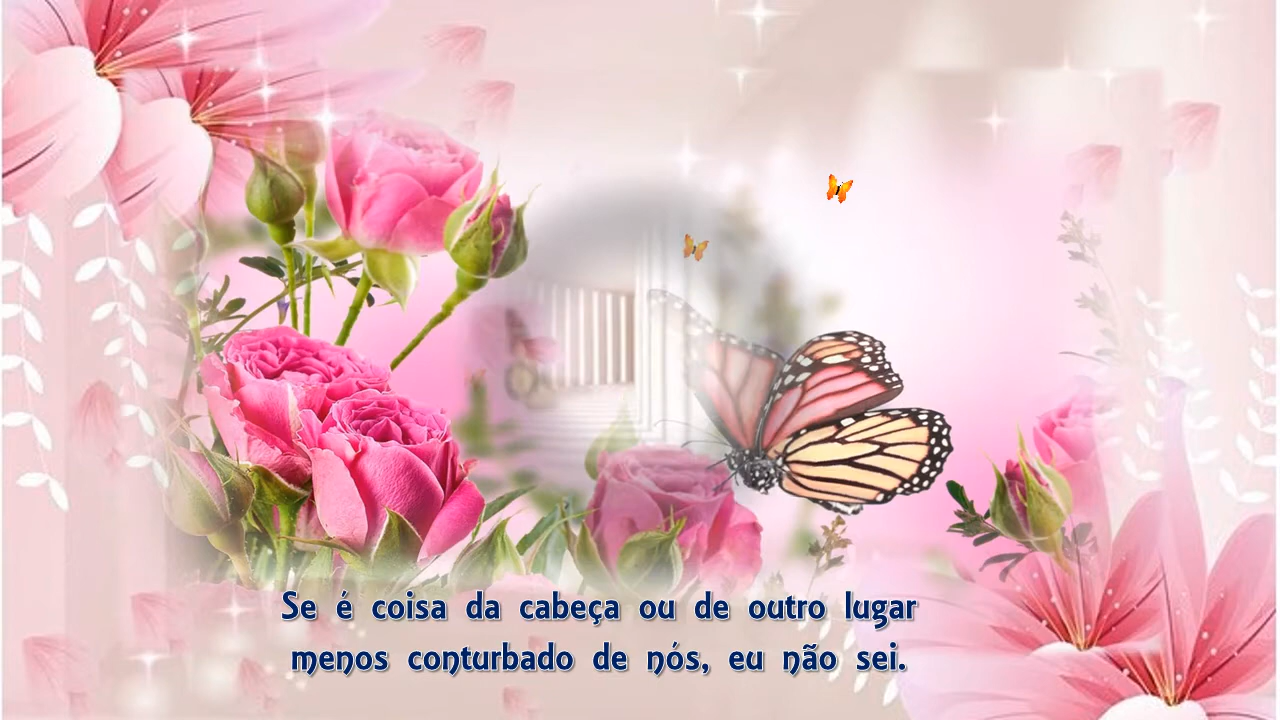 Se é coisa da cabeça ou de outro lugar
menos conturbado de nós, eu não sei.